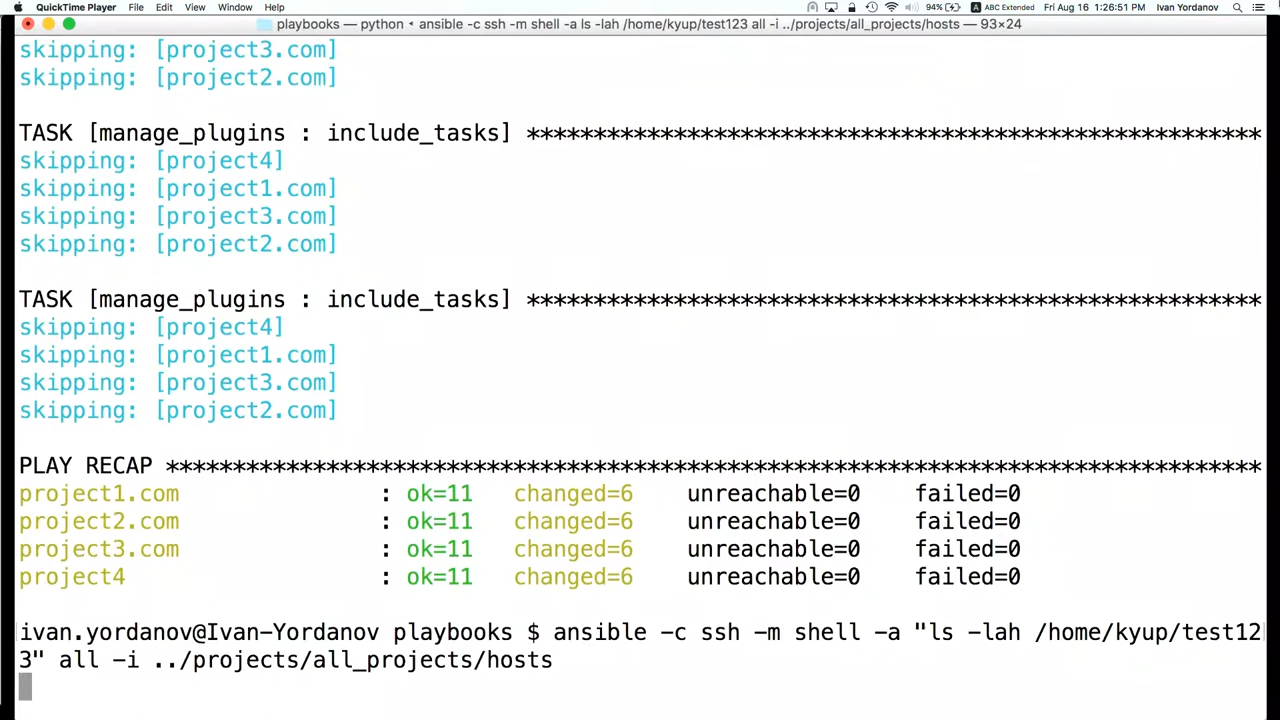 QuickTime Player File Edit View Window Help 94% A ABC Extended Fri Aug 16 1:26:51 PM Ivan Yordanov
playbooks — python ◂ ansible -c ssh -m shell -a ls -lah /home/kyup/test123 all -i ../projects/all_projects/hosts — 93×24
skipping: [project3.com]
skipping: [project2.com]
TASK [manage_plugins : include_tasks] *******************************************************
skipping: [project4]
skipping: [project1.com]
skipping: [project3.com]
skipping: [project2.com]
TASK [manage_plugins : include_tasks] *******************************************************
skipping: [project4]
skipping: [project1.com]
skipping: [project3.com]
skipping: [project2.com]
PLAY RECAP **********************************************************************************
project1.com : ok=11 changed=6 unreachable=0 failed=0
project2.com : ok=11 changed=6 unreachable=0 failed=0
project3.com : ok=11 changed=6 unreachable=0 failed=0
project4 : ok=11 changed=6 unreachable=0 failed=0
ivan.yordanov@Ivan-Yordanov playbooks $ ansible -c ssh -m shell -a "ls -lah /home/kyup/test12
3" all -i ../projects/all_projects/hosts